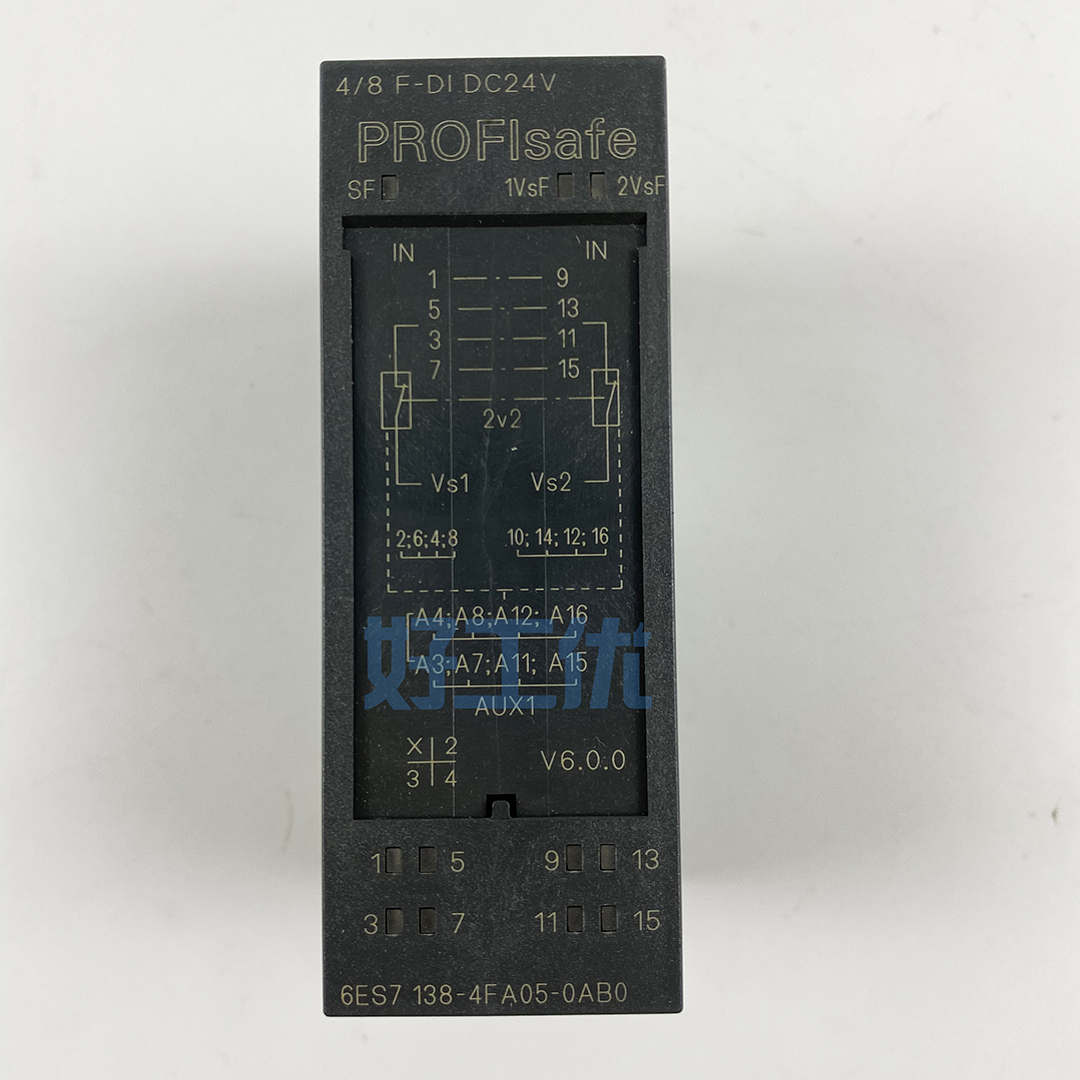 4/8 F-DI DC24V
PROFIsafe
SF 1VsF 2VsF
IN IN
1 9
5 13
3 11
7 15
2v2
Vs1 Vs2
2;6;4;8 10; 14; 12; 16
A4;A8;A12; A16
好工优
A3;A7;A11; A15
AUX1
X 2
3 4
V6.0.0
1 5 9 13
3 7 11 15
6ES7 138-4FA05-0AB0